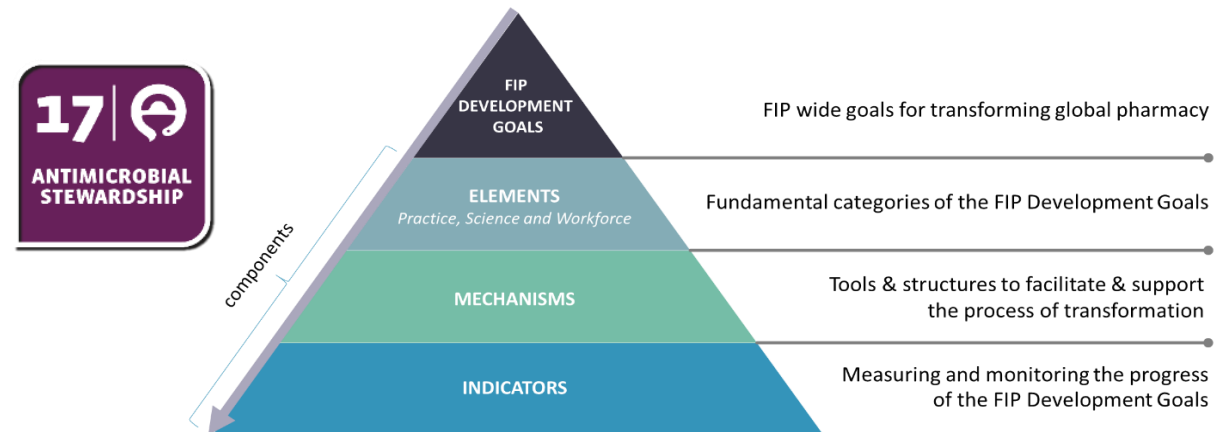 17
ANTIMICROBIAL
STEWARDSHIP
components
FIP
DEVELOPMENT
GOALS
FIP wide goals for transforming global pharmacy
ELEMENTS
Practice, Science and Workforce
Fundamental categories of the FIP Development Goals
MECHANISMS
Tools & structures to facilitate & support
the process of transformation
INDICATORS
Measuring and monitoring the progress
of the FIP Development Goals